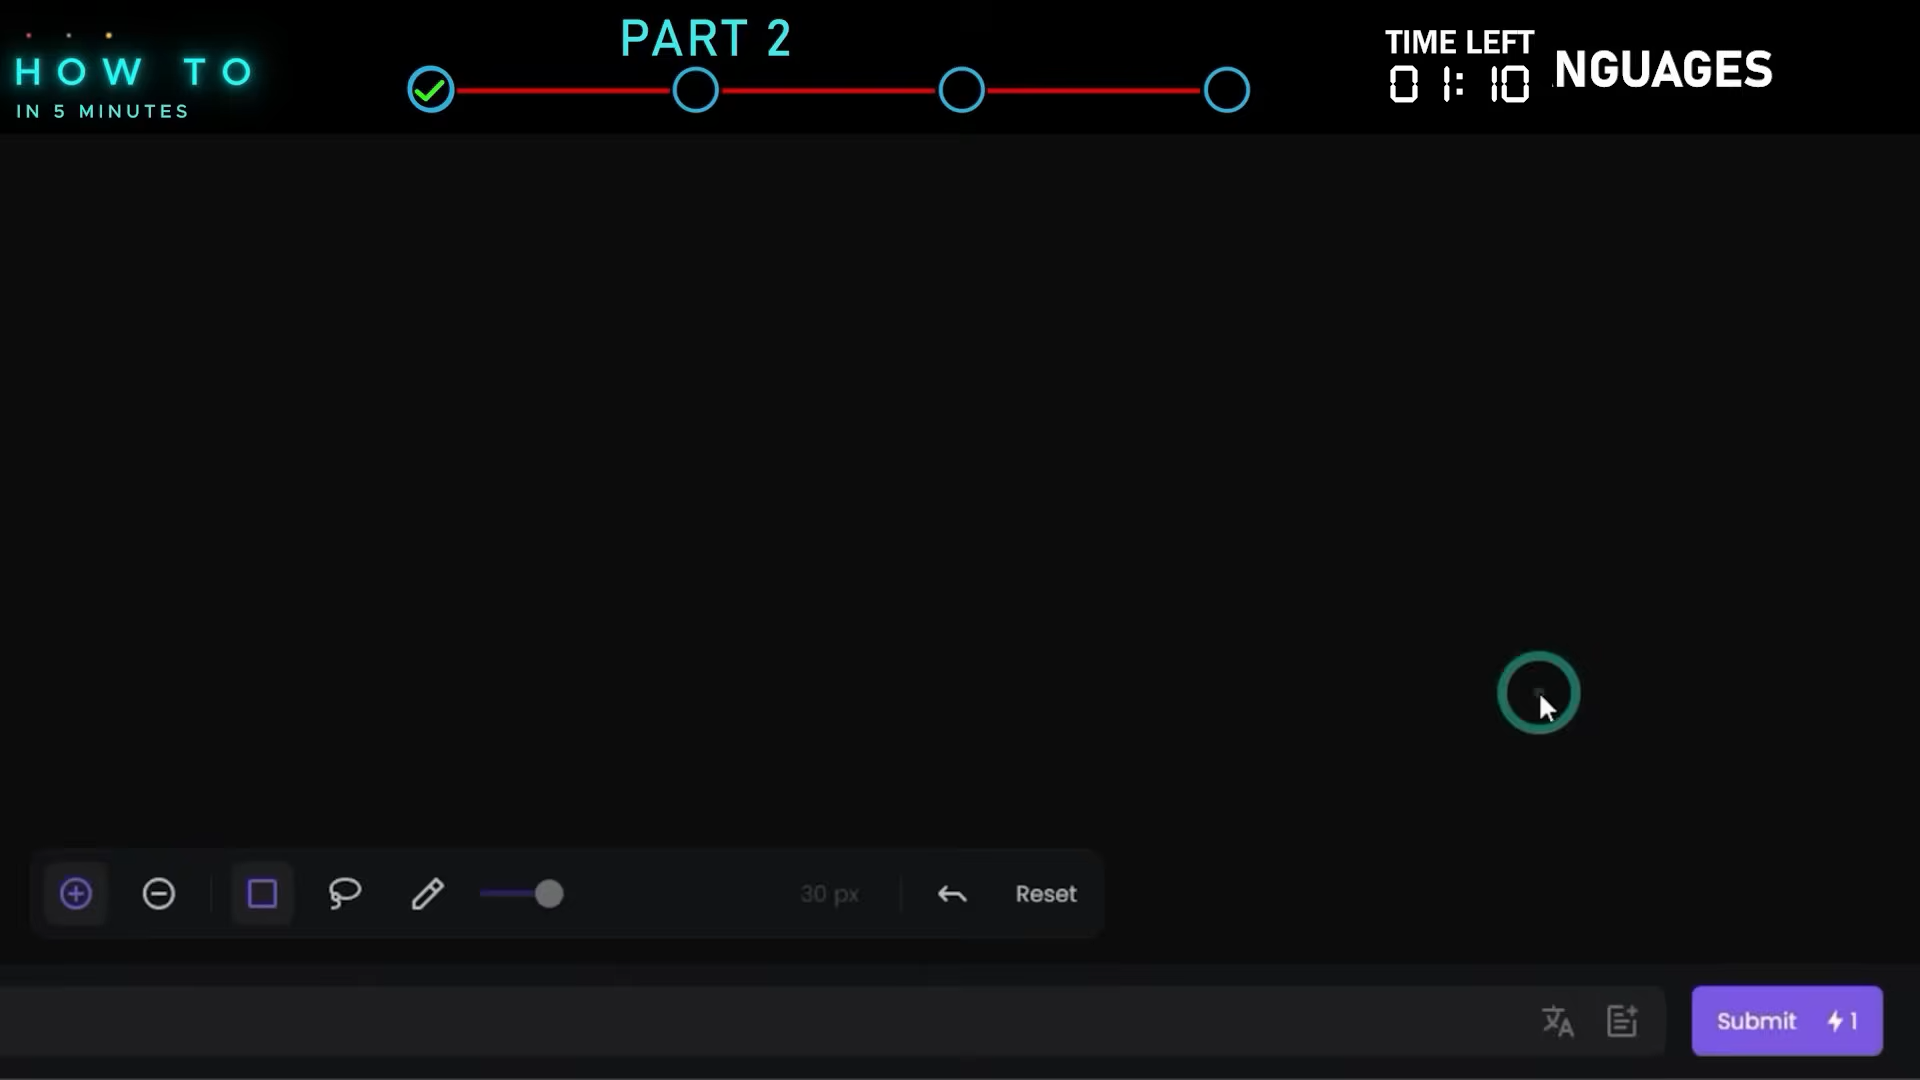 HOW TO
IN 5 MINUTES
PART 2
TIME LEFT
01:10
NGUAGES
30 px
Reset
Submit 1